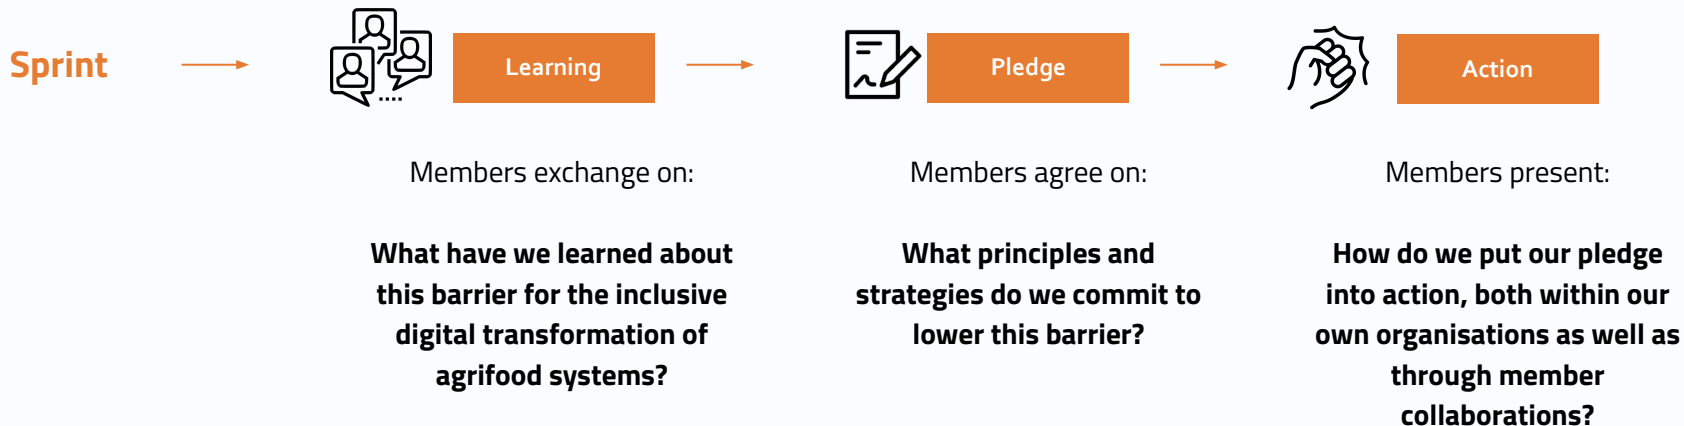 Sprint
Learning
Pledge
Action
Members exchange on:
What have we learned about
this barrier for the inclusive
digital transformation of
agrifood systems?
Members agree on:
What principles and
strategies do we commit to
lower this barrier?
Members present:
How do we put our pledge
into action, both within our
own organisations as well as
through member
collaborations?